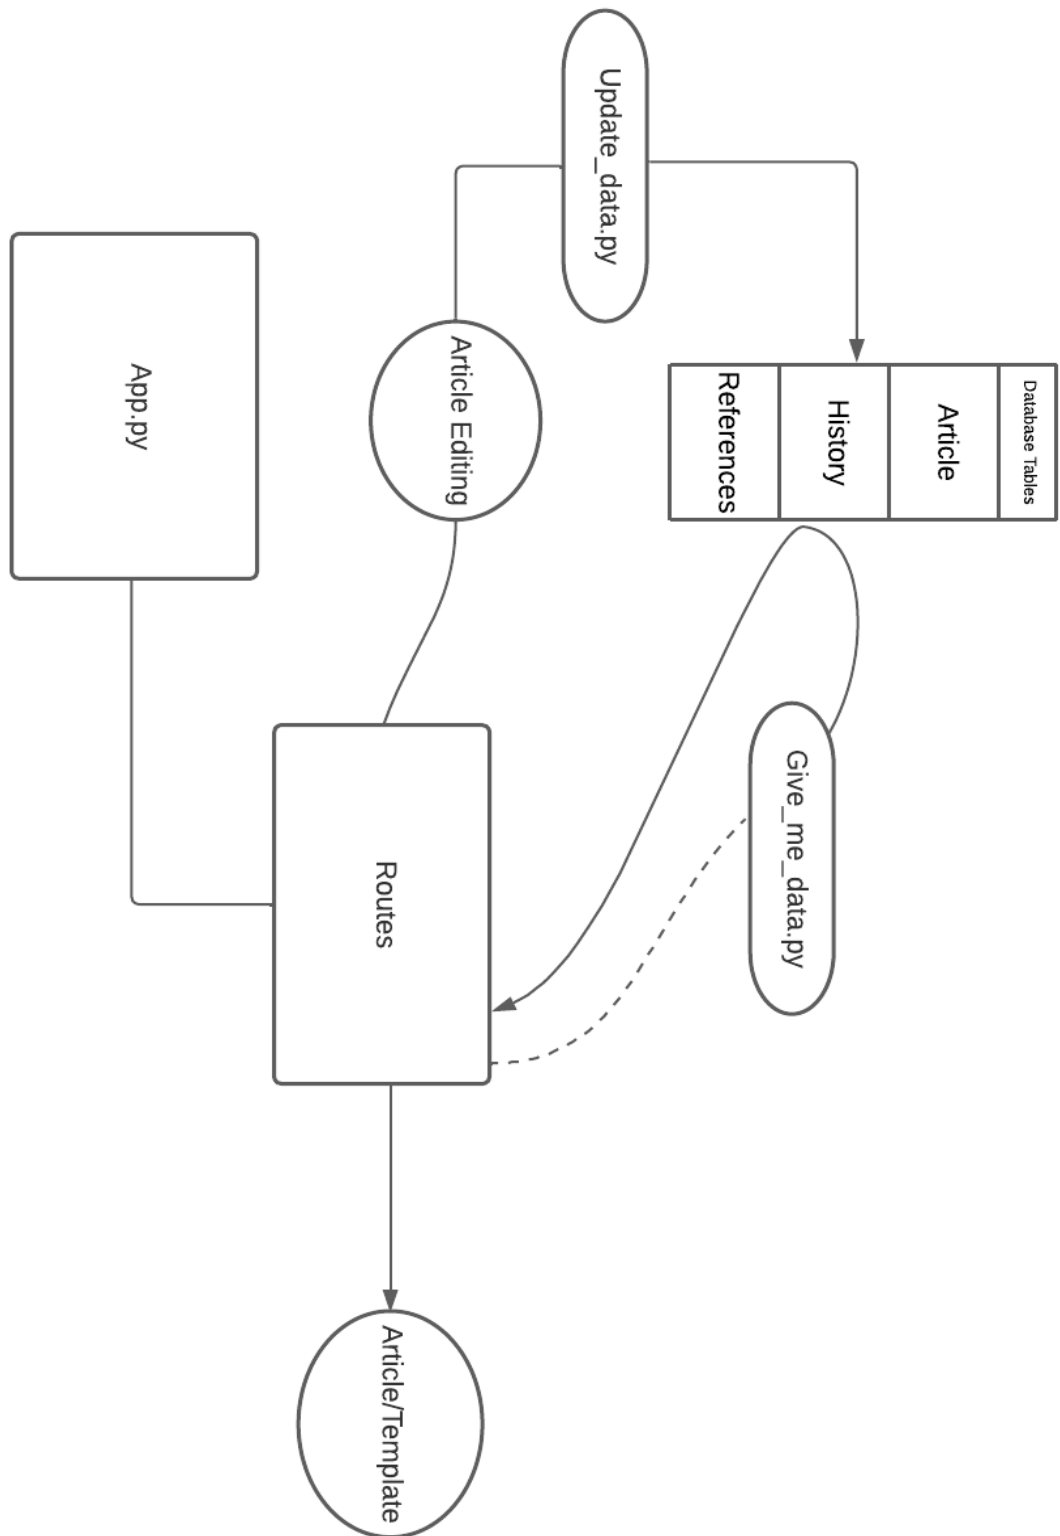 Database Tables
Article
History
References
Give_me_data.py
Update_data.py
Article Editing
Routes
Article/Template
App.py